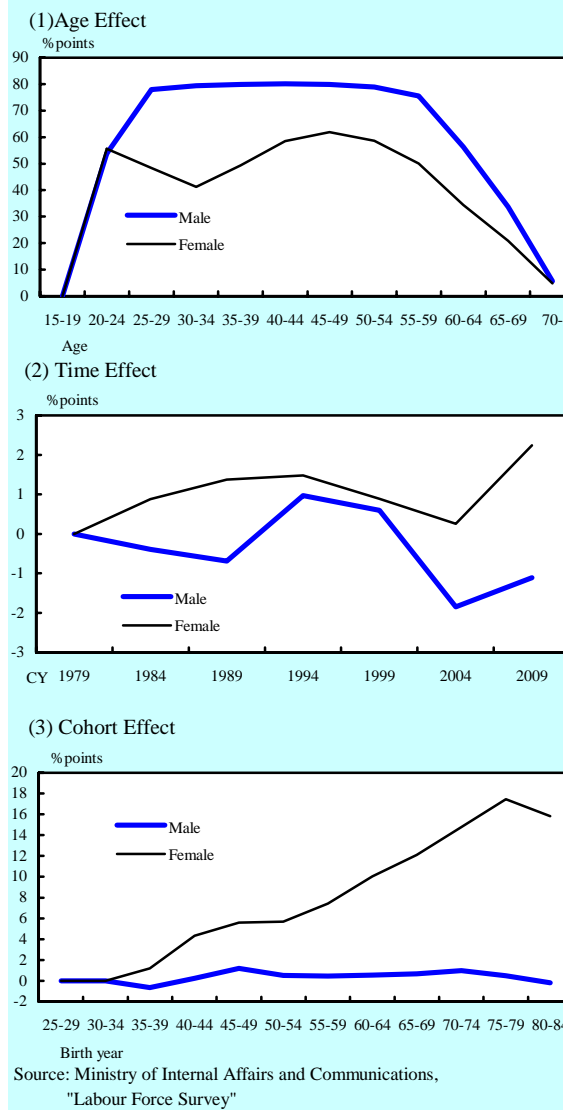 (1)Age Effect
%points
90
80
70
60
50
40
30
20
10
0
Male
Female
15-19 20-24 25-29 30-34 35-39 40-44 45-49 50-54 55-59 60-64 65-69 70-
Age
(2) Time Effect
%points
3
2
1
0
-1
-2
-3
Male
Female
CY 1979 1984 1989 1994 1999 2004 2009
(3) Cohort Effect
%points
20
18
16
14
12
10
8
6
4
2
0
-2
Male
Female
25-29 30-34 35-39 40-44 45-49 50-54 55-59 60-64 65-69 70-74 75-79 80-84
Birth year
Source: Ministry of Internal Affairs and Communications,
"Labour Force Survey"